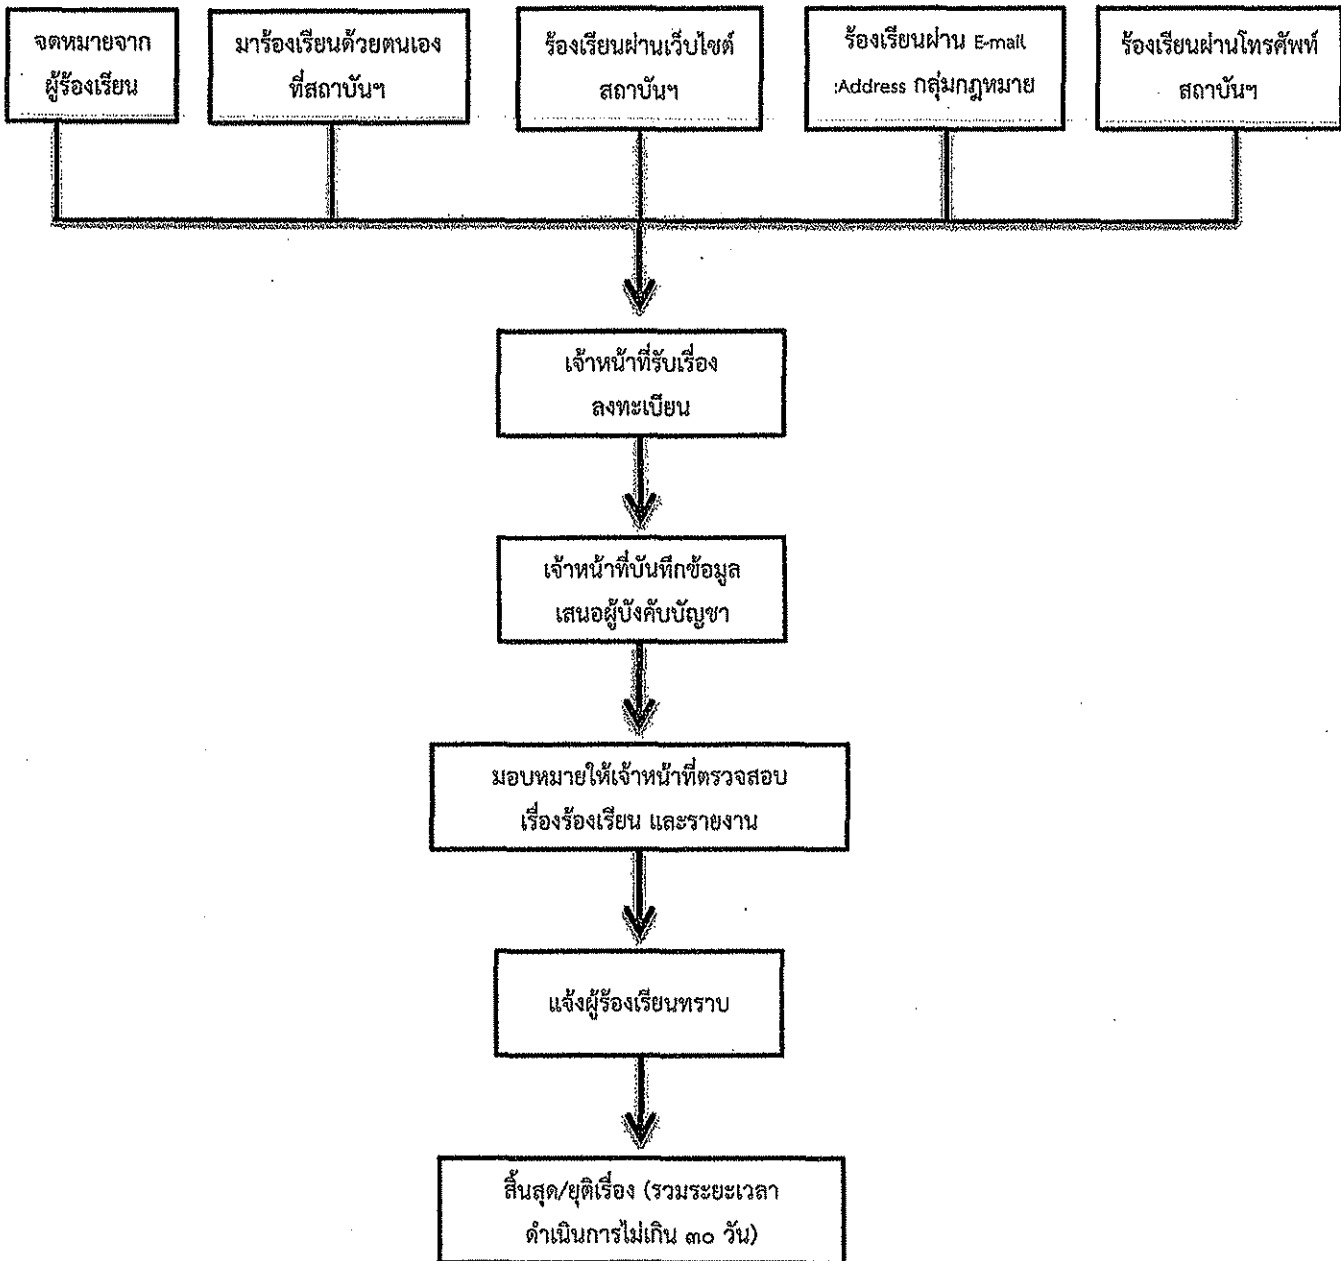 จดหมายจาก
ผู้ร้องเรียน
มาร้องเรียนด้วยตนเอง
ที่สถาบันฯ
ร้องเรียนผ่านเว็บไซต์
สถาบันฯ
ร้องเรียนผ่าน E-mail
:Address กลุ่มกฎหมาย
ร้องเรียนผ่านโทรศัพท์
สถาบันฯ
เจ้าหน้าที่รับเรื่อง
ลงทะเบียน
เจ้าหน้าที่บันทึกข้อมูล
เสนอผู้บังคับบัญชา
มอบหมายให้เจ้าหน้าที่ตรวจสอบ
เรื่องร้องเรียน และรายงาน
แจ้งผู้ร้องเรียนทราบ
สิ้นสุด/ยุติเรื่อง (รวมระยะเวลา
ดำเนินการไม่เกิน ๓๐ วัน)